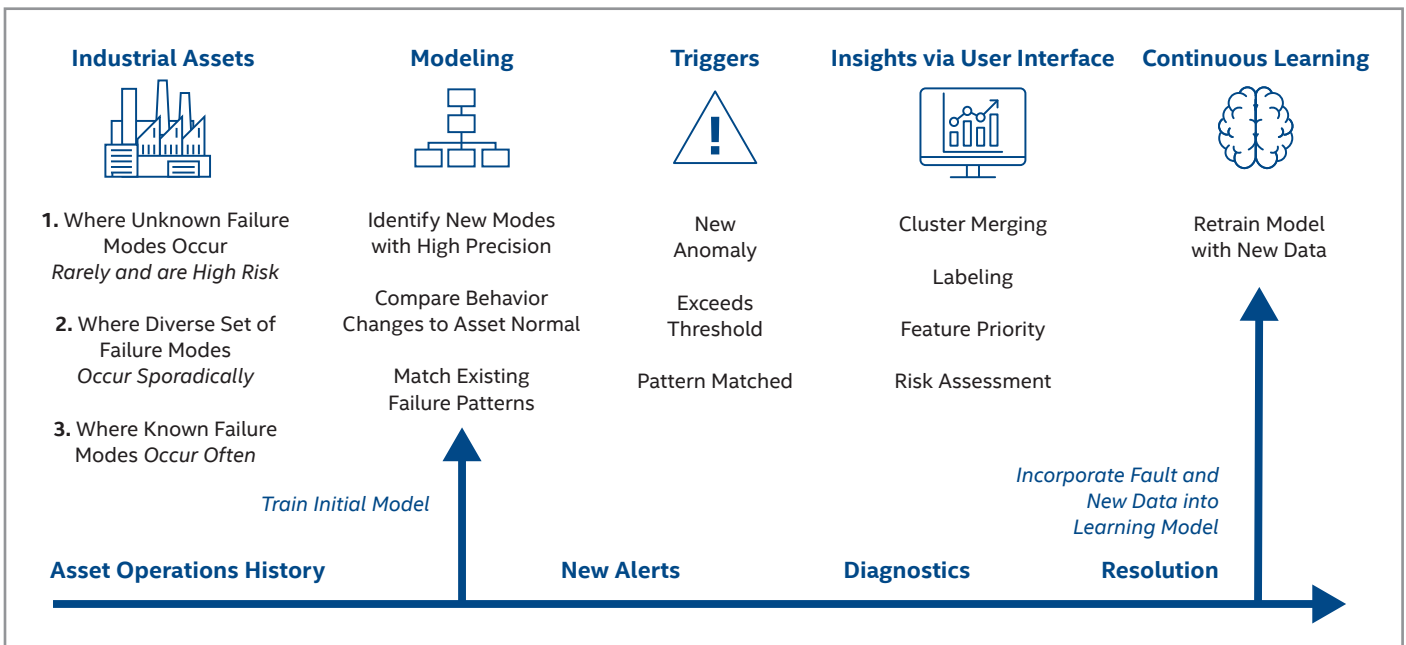 Industrial Assets
1. Where Unknown Failure
Modes Occur
Rarely and are High Risk
2. Where Diverse Set of
Failure Modes
Occur Sporadically
3. Where Known Failure
Modes Occur Often
Modeling
Identify New Modes
with High Precision
Compare Behavior
Changes to Asset Normal
Match Existing
Failure Patterns
Triggers
!
New
Anomaly
Exceeds
Threshold
Pattern Matched
Insights via User Interface
Cluster Merging
Labeling
Feature Priority
Risk Assessment
Continuous Learning
Retrain Model
with New Data
Train Initial Model
Incorporate Fault and
New Data into
Learning Model
Asset Operations History
New Alerts
Diagnostics
Resolution